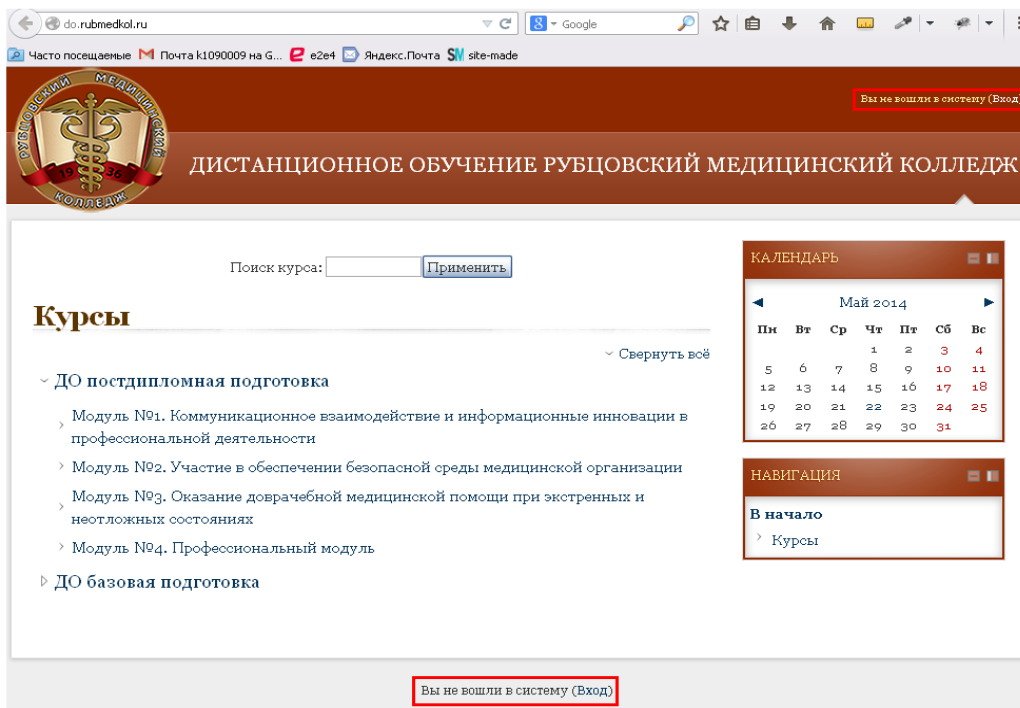 do.rubmedkol.ru
Google
Часто посещаемые Почта k1090009 на G... e2e4 Яндекс.Почта site-made
РУБЦОВСКИЙ МЕДИЦИНСКИЙ
КОЛЛЕДЖ
19 36
Вы не вошли в систему (Вход)
ДИСТАНЦИОННОЕ ОБУЧЕНИЕ РУБЦОВСКИЙ МЕДИЦИНСКИЙ КОЛЛЕДЖ
Поиск курса: Применить
Курсы
Свернуть всё
ДО постдипломная подготовка
Модуль №1. Коммуникационное взаимодействие и информационные инновации в
профессиональной деятельности
Модуль №2. Участие в обеспечении безопасной среды медицинской организации
Модуль №3. Оказание доврачебной медицинской помощи при экстренных и
неотложных состояниях
Модуль №4. Профессиональный модуль
ДО базовая подготовка
КАЛЕНДАРЬ
Май 2014
Пн Вт Ср Чт Пт Сб Вс
1 2 3 4
5 6 7 8 9 10 11
12 13 14 15 16 17 18
19 20 21 22 23 24 25
26 27 28 29 30 31
НАВИГАЦИЯ
В начало
Курсы
Вы не вошли в систему (Вход)